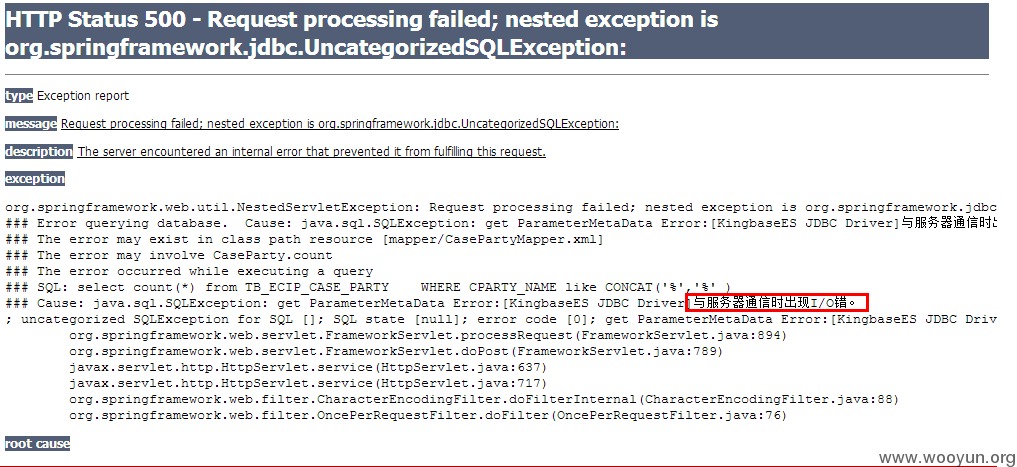 HTTP Status 500 - Request processing failed; nested exception is
org.springframework.jdbc.UncategorizedSQLException:
type Exception report
message Request processing failed; nested exception is org.springframework.jdbc.UncategorizedSQLException:
description The server encountered an internal error that prevented it from fulfilling this request.
exception
org.springframework.web.util.NestedServletException: Request processing failed; nested exception is org.springframework.jdbc
### Error querying database.  Cause: java.sql.SQLException: get ParameterMetaData Error:[KingbaseES JDBC Driver]与服务器通信时出
### The error may exist in class path resource [mapper/CasePartyMapper.xml]
### The error may involve CaseParty.count
### The error occurred while executing a query
### SQL: select count(*) from TB_ECIP_CASE_PARTY    WHERE CPARTY_NAME like CONCAT('%','%' )
### Cause: java.sql.SQLException: get ParameterMetaData Error:[KingbaseES JDBC Driver]与服务器通信时出现I/O错。
; uncategorized SQLException for SQL []; SQL state [null]; error code [0]; get ParameterMetaData Error:[KingbaseES JDBC Driv
org.springframework.web.servlet.FrameworkServlet.processRequest(FrameworkServlet.java:894)
org.springframework.web.servlet.FrameworkServlet.doPost(FrameworkServlet.java:789)
javax.servlet.http.HttpServlet.service(HttpServlet.java:637)
javax.servlet.http.HttpServlet.service(HttpServlet.java:717)
org.springframework.web.filter.CharacterEncodingFilter.doFilterInternal(CharacterEncodingFilter.java:88)
org.springframework.web.filter.OncePerRequestFilter.doFilter(OncePerRequestFilter.java:76)
root cause
www.wooyun.org